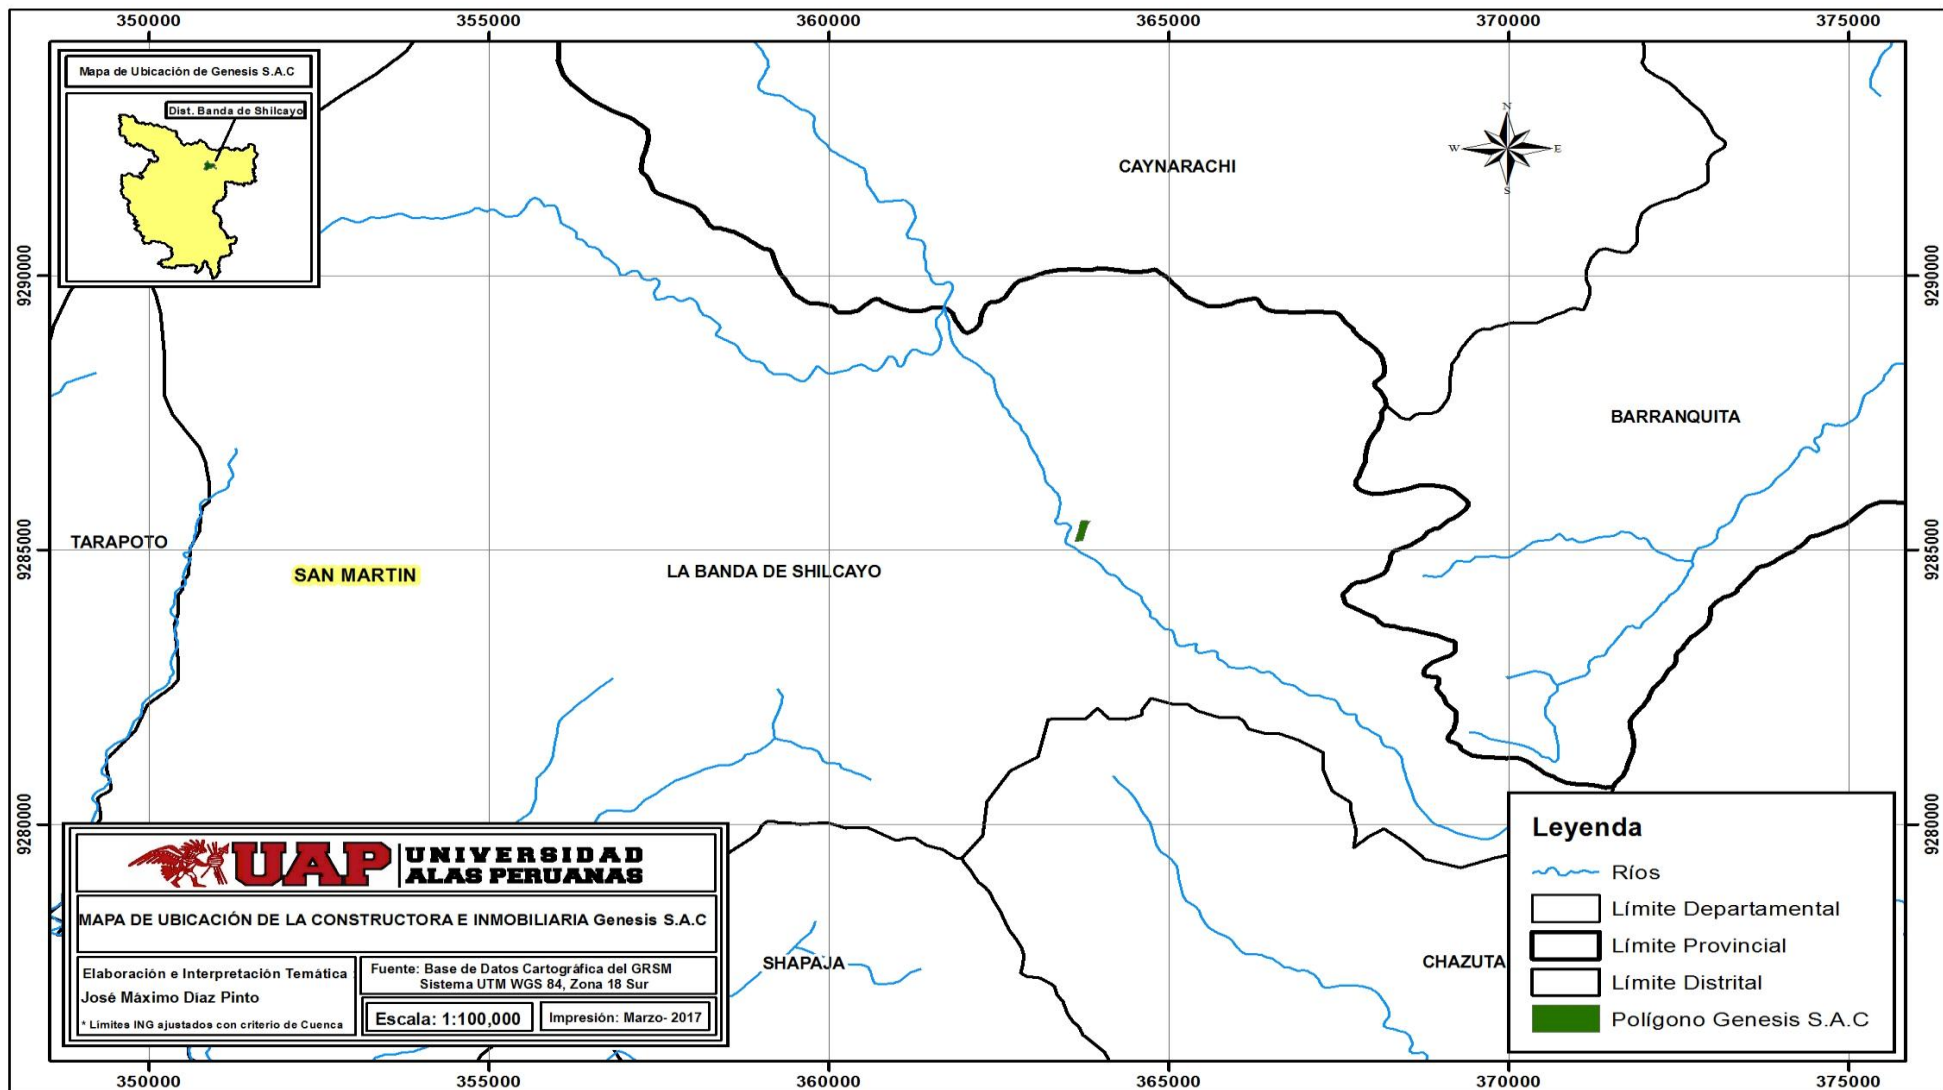 350000 355000 360000 365000 370000 375000
Mapa de Ubicación de Genesis S.A.C
Dist. Banda de Shilcayo
N
W E
S
CAYNARACHI
9290000 9290000
BARRANQUITA
TARAPOTO
9285000 9285000
SAN MARTIN
LA BANDA DE SHILCAYO
9280000 9280000
UAP UNIVERSIDAD
ALAS PERUANAS
MAPA DE UBICACIÓN DE LA CONSTRUCTORA E INMOBILIARIA Genesis S.A.C
Elaboración e Interpretación Temática
José Máximo Díaz Pinto
* Limites ING ajustados con criterio de Cuenca
Fuente: Base de Datos Cartográfica del GRSM
Sistema UTM WGS 84, Zona 18 Sur
Escala: 1:100,000
Impresión: Marzo- 2017
SHAPAJA
CHAZUTA
Leyenda
Ríos
Límite Departamental
Límite Provincial
Límite Distrital
Polígono Genesis S.A.C
350000 355000 360000 365000 370000 375000